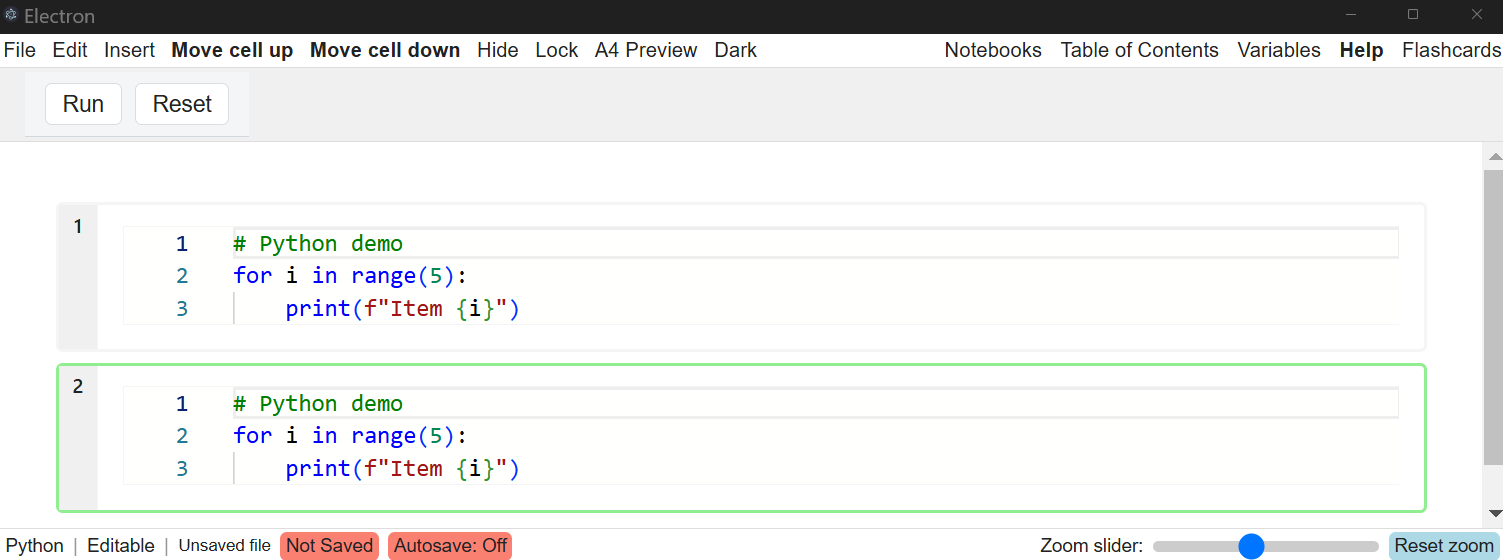 Electron
File Edit Insert Move cell up Move cell down Hide Lock A4 Preview Dark Notebooks Table of Contents Variables Help Flashcards
Run Reset
1
1 # Python demo
2 for i in range(5):
3     print(f"Item {i}")
2
1 # Python demo
2 for i in range(5):
3     print(f"Item {i}")
Python | Editable | Unsaved file Not Saved Autosave: Off Zoom slider: Reset zoom